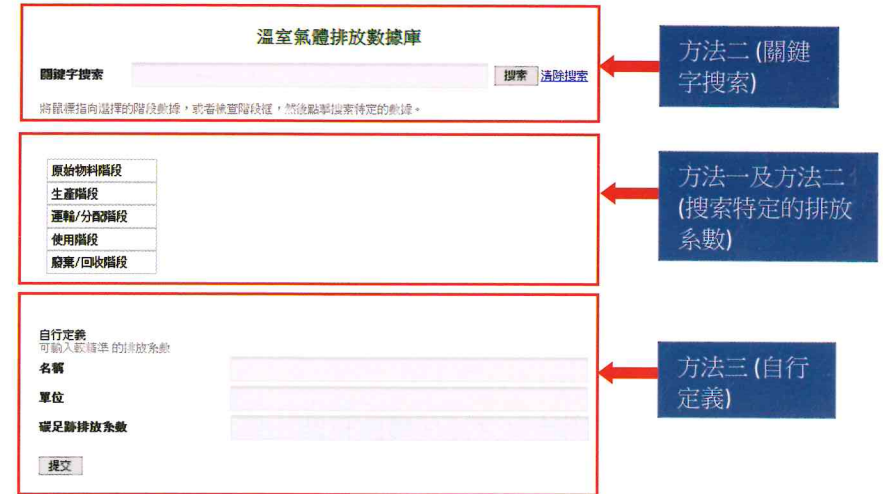 溫室氣體排放數據庫
關鍵字搜索
搜索
清除搜索
將鼠標指向選擇的階段數據，或者檢查階段框，然後點擊搜索特定的數據。
方法二 (關鍵
字搜索)
原始物料階段
生產階段
運輸/分配階段
使用階段
廢棄/回收階段
方法一及方法二
(搜索特定的排放
系數)
自行定義
可輸入較精準 的排放系數
名稱
單位
碳足跡排放系數
提交
方法三 (自行
定義)